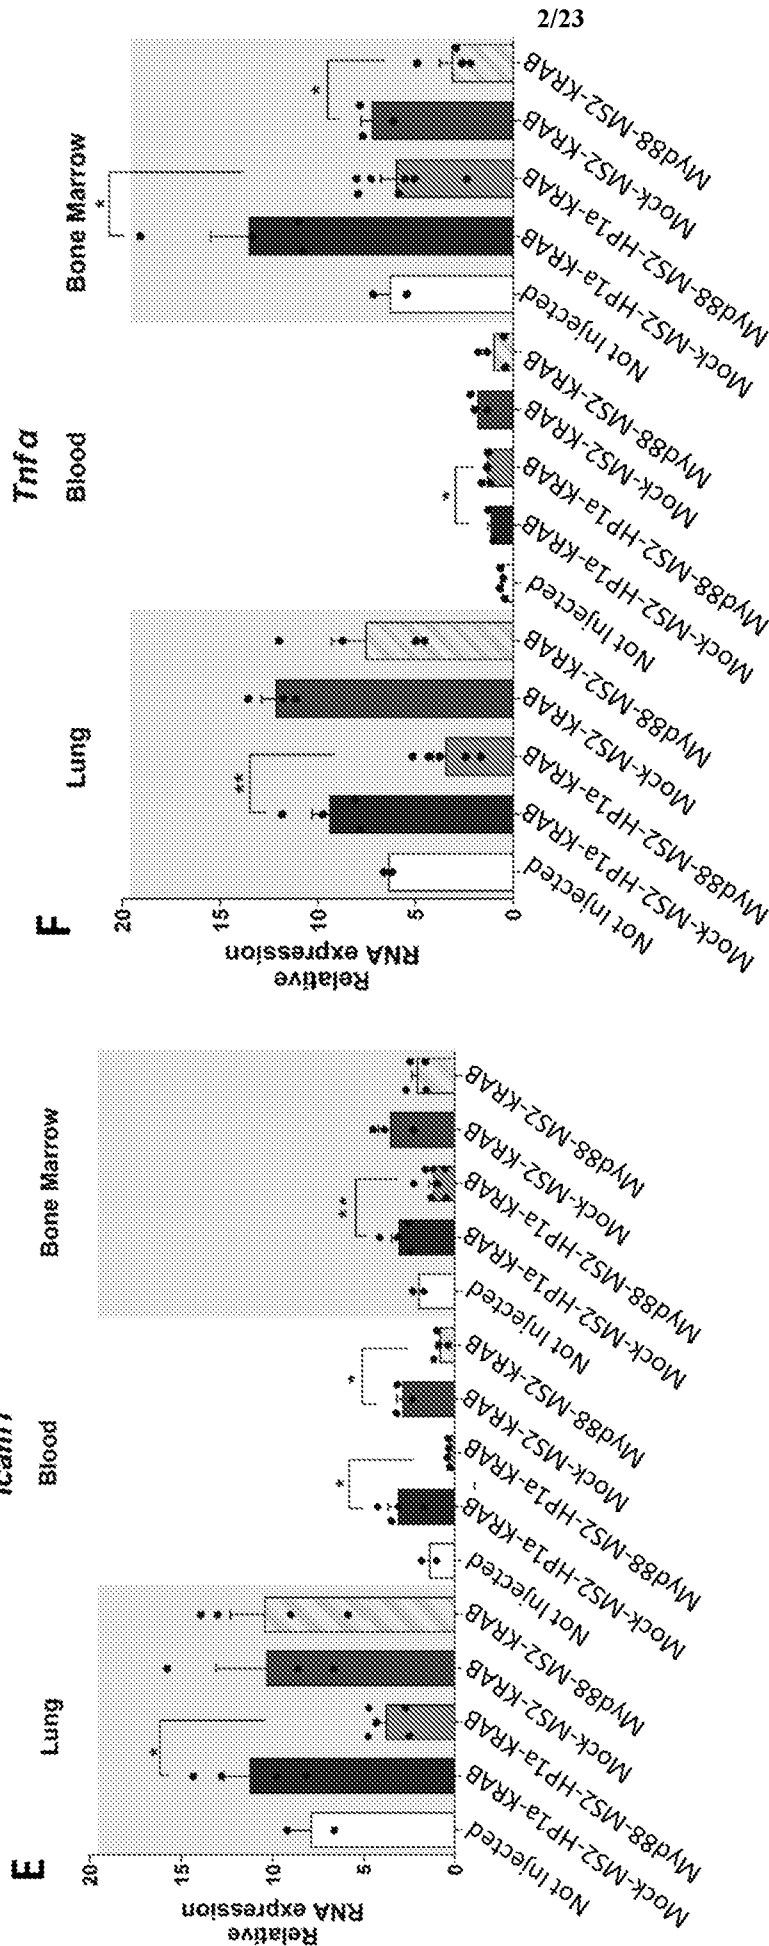 2/23
E
Icam1
Lung
Blood
Bone Marrow
**
*
*
*
Relative
RNA expression
20
15
10
5
0
Not Injected
Mock-MS2-HP1a-KRAB
Myd88-MS2-HP1a-KRAB
Mock-MS2-KRAB
Myd88-MS2-KRAB
Not Injected
Mock-MS2-HP1a-KRAB
Myd88-MS2-HP1a-KRAB
Mock-MS2-KRAB
Myd88-MS2-KRAB
Not Injected
Mock-MS2-HP1a-KRAB
Myd88-MS2-HP1a-KRAB
Mock-MS2-KRAB
Myd88-MS2-KRAB
F
Tnfα
Lung
Blood
Bone Marrow
**
*
*
*
Relative
RNA expression
20
15
10
5
0
Not Injected
Mock-MS2-HP1a-KRAB
Myd88-MS2-HP1a-KRAB
Mock-MS2-KRAB
Myd88-MS2-KRAB
Not Injected
Mock-MS2-HP1a-KRAB
Myd88-MS2-HP1a-KRAB
Mock-MS2-KRAB
Myd88-MS2-KRAB
Not Injected
Mock-MS2-HP1a-KRAB
Myd88-MS2-HP1a-KRAB
Mock-MS2-KRAB
Myd88-MS2-KRAB